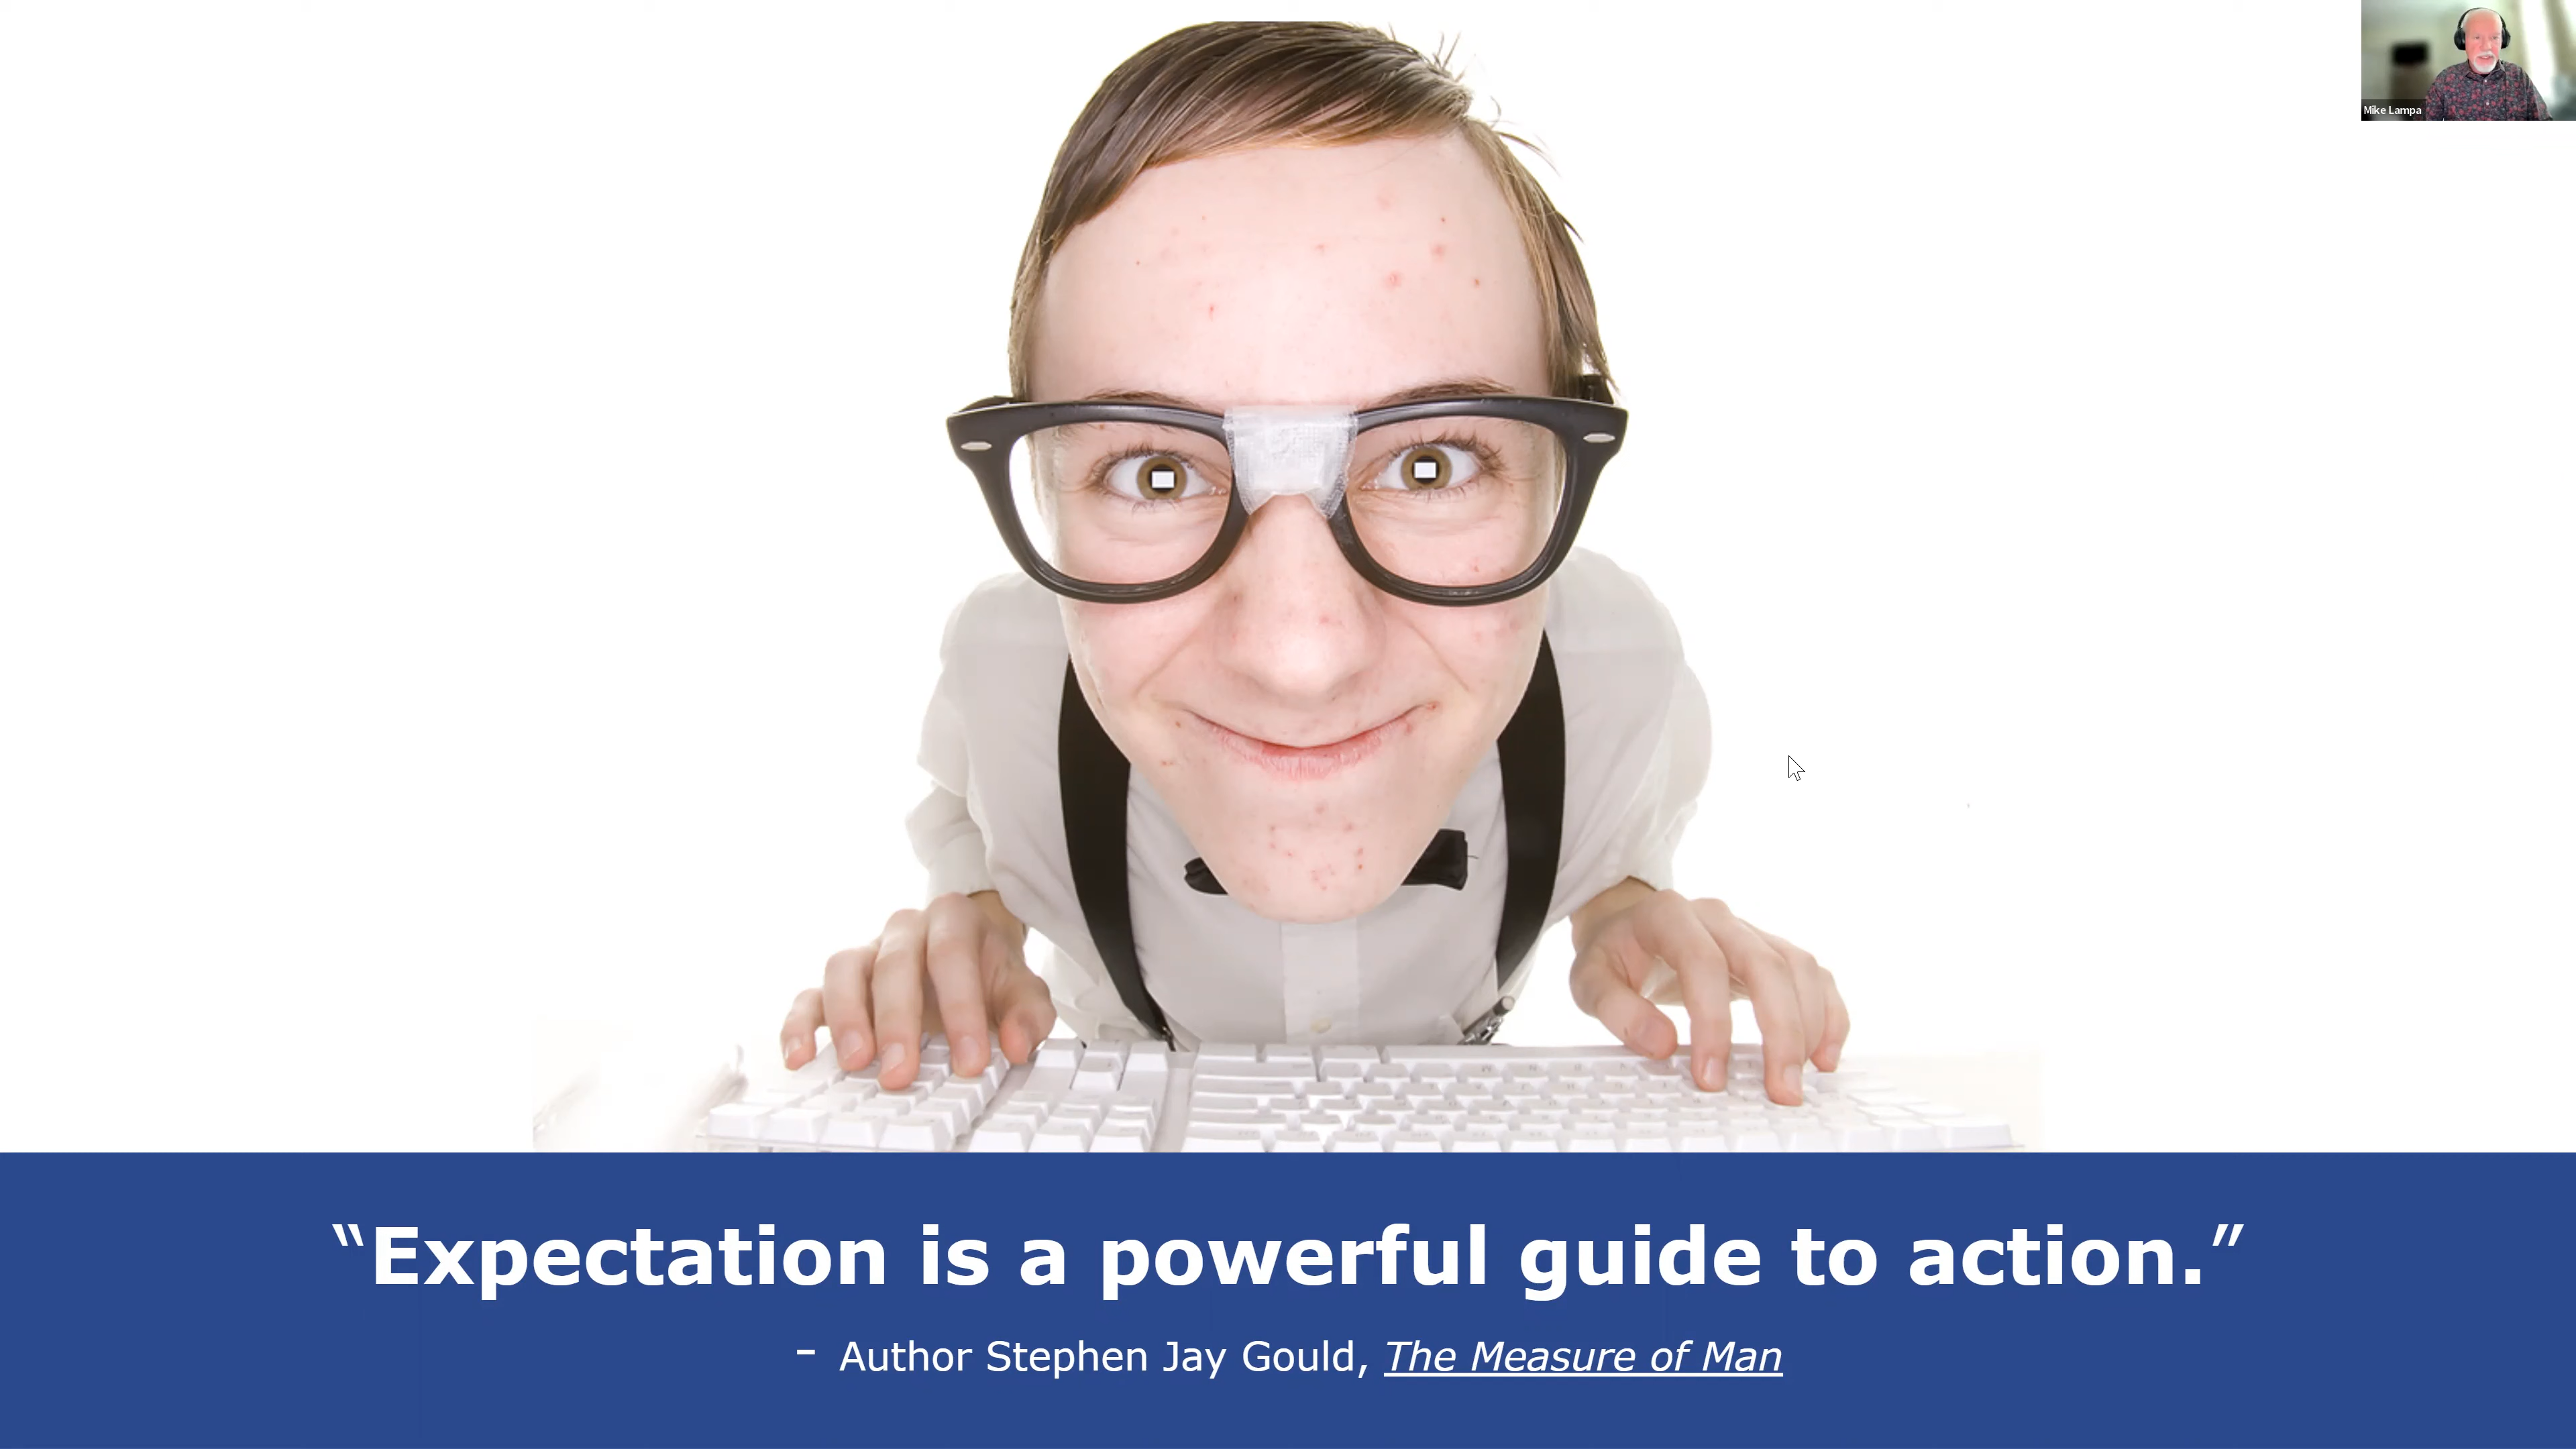 Mike Lampa
“Expectation is a powerful guide to action.”
- Author Stephen Jay Gould, The Measure of Man